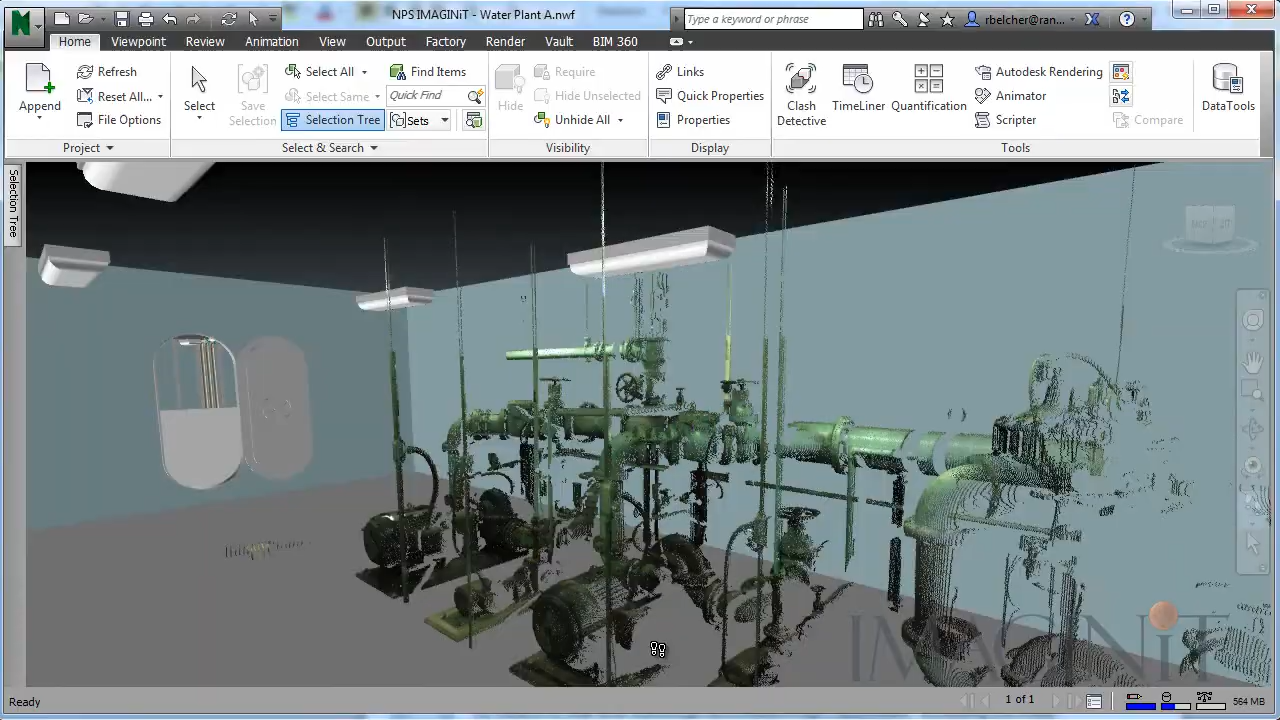 NPS IMAGINiT - Water Plant A.nwf
Type a keyword or phrase
rbelcher@ran...
Home Viewpoint Review Animation View Output Factory Render Vault BIM 360
Append
Refresh
Reset All...
File Options
Project
Select
Save Selection
Select All
Select Same
Selection Tree
Find Items
Quick Find
Sets
Select & Search
Hide
Require
Hide Unselected
Unhide All
Visibility
Links
Quick Properties
Properties
Display
Clash Detective
TimeLiner
Quantification
Autodesk Rendering
Animator
Scripter
Compare
Tools
DataTools
Selection Tree
IMAGINiT
Ready
1 of 1
564 MB